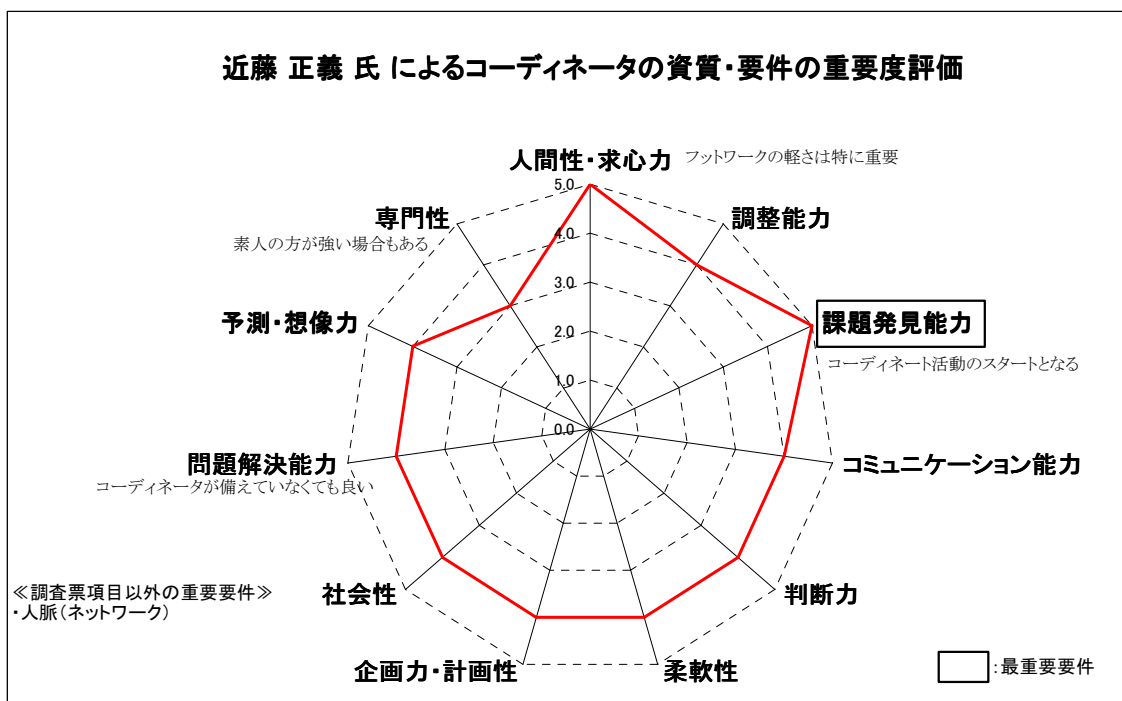 近藤 正義 氏 によるコーディネータの資質・要件の重要度評価
人間性・求心力
フットワークの軽さは特に重要
5.0
専門性
調整能力
素人の方が強い場合もある
4.0
3.0
予測・想像力
課題発見能力
コーディネート活動のスタートとなる
2.0
1.0
0.0
問題解決能力
コーディネータが備えていなくても良い
コミュニケーション能力
社会性
判断力
≪調査票項目以外の重要要件≫
・人脈(ネットワーク)
企画力・計画性
柔軟性
:最重要要件